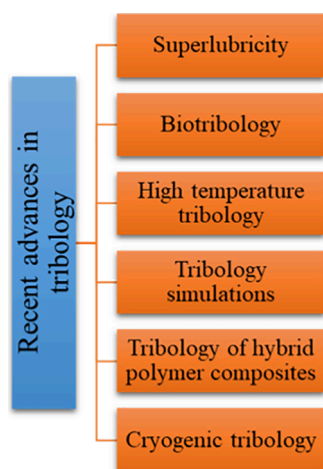 Recent advances in
tribology
Superlubricity
Biotribology
High temperature
tribology
Tribology
simulations
Tribology of hybrid
polymer composites
Cryogenic tribology